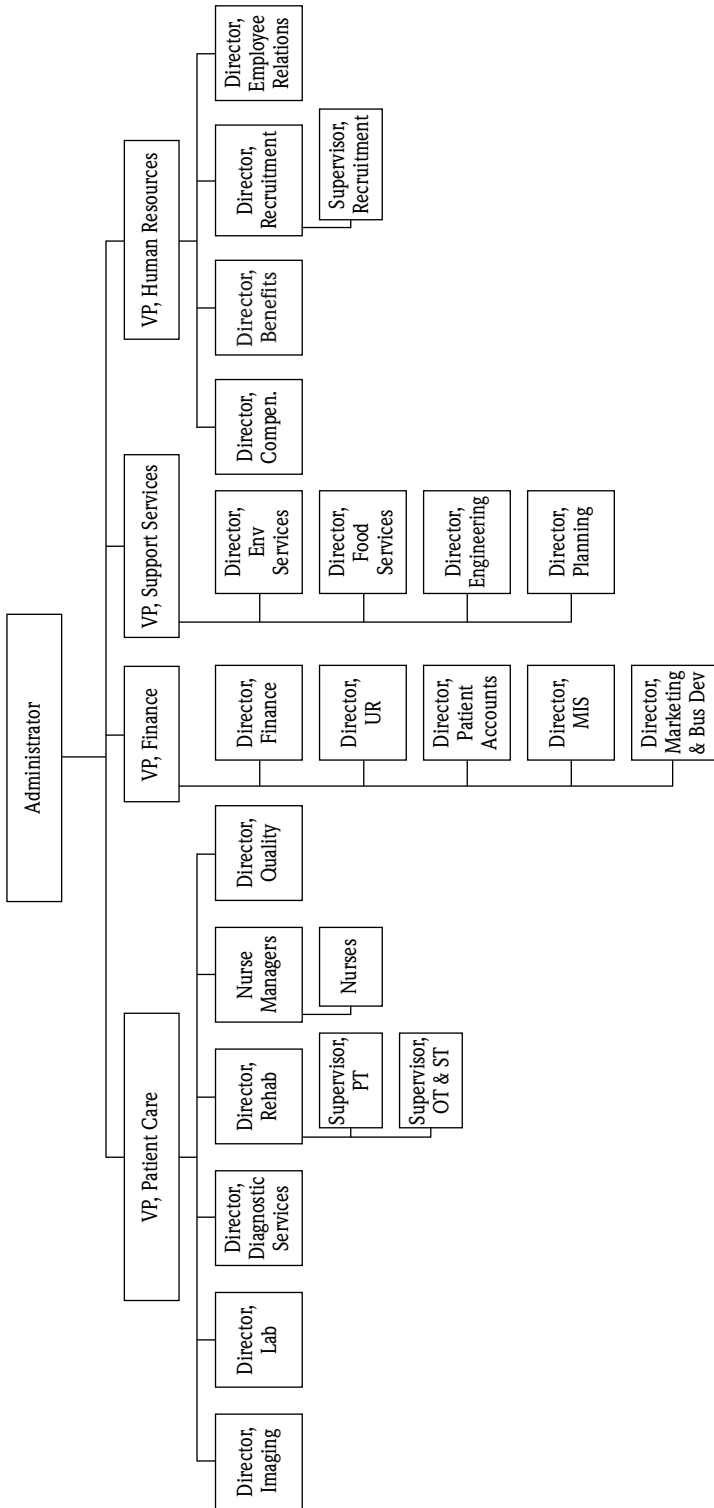 Administrator
VP, Patient Care
VP, Finance
VP, Support Services
VP, Human Resources
Director,
Imaging
Director,
Lab
Director,
Diagnostic
Services
Director,
Rehab
Supervisor,
PT
Supervisor,
OT & ST
Nurse
Managers
Nurses
Director,
Quality
Director,
Finance
Director,
UR
Director,
Patient
Accounts
Director,
MIS
Director,
Marketing
& Bus Dev
Director,
Env
Services
Director,
Food
Services
Director,
Engineering
Director,
Planning
Director,
Compen.
Director,
Benefits
Director,
Recruitment
Supervisor,
Recruitment
Director,
Employee
Relations